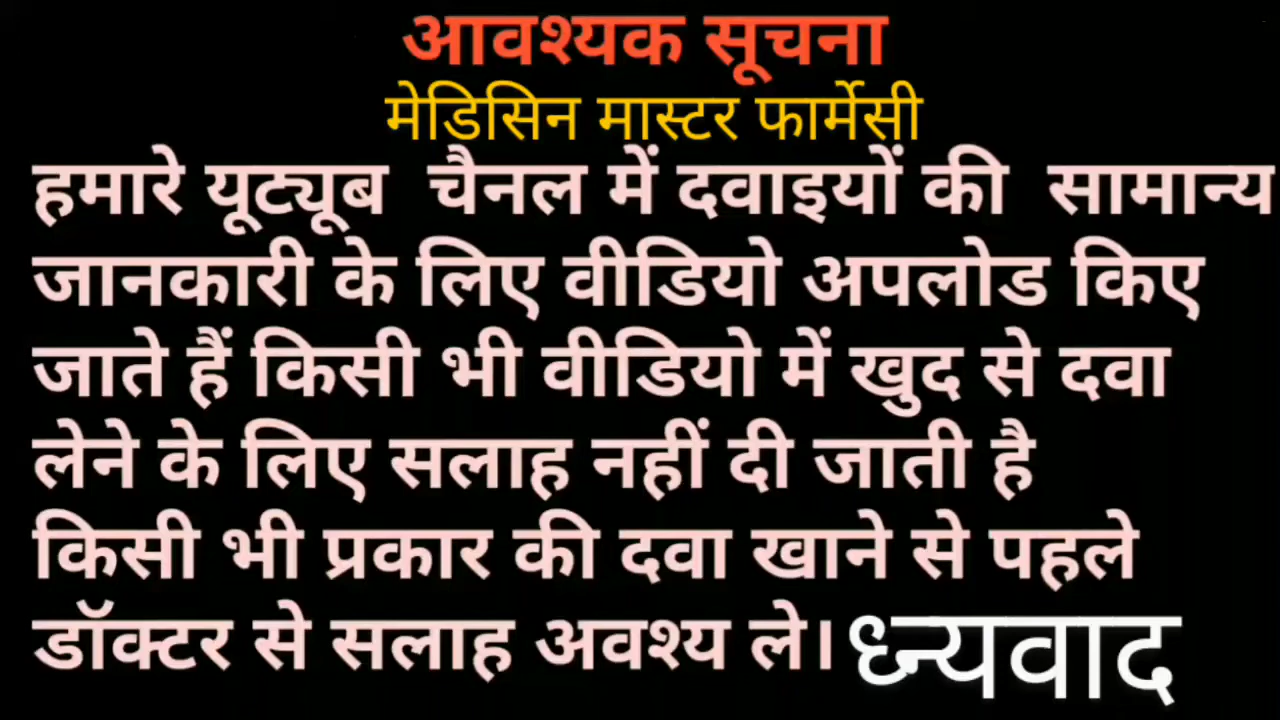 आवश्यक सूचना
मेडिसिन मास्टर फार्मेसी
हमारे यूट्यूब चैनल में दवाइयों की सामान्य
जानकारी के लिए वीडियो अपलोड किए
जाते हैं किसी भी वीडियो में खुद से दवा
लेने के लिए सलाह नहीं दी जाती है
किसी भी प्रकार की दवा खाने से पहले
डॉक्टर से सलाह अवश्य ले। ध्न्यवाद